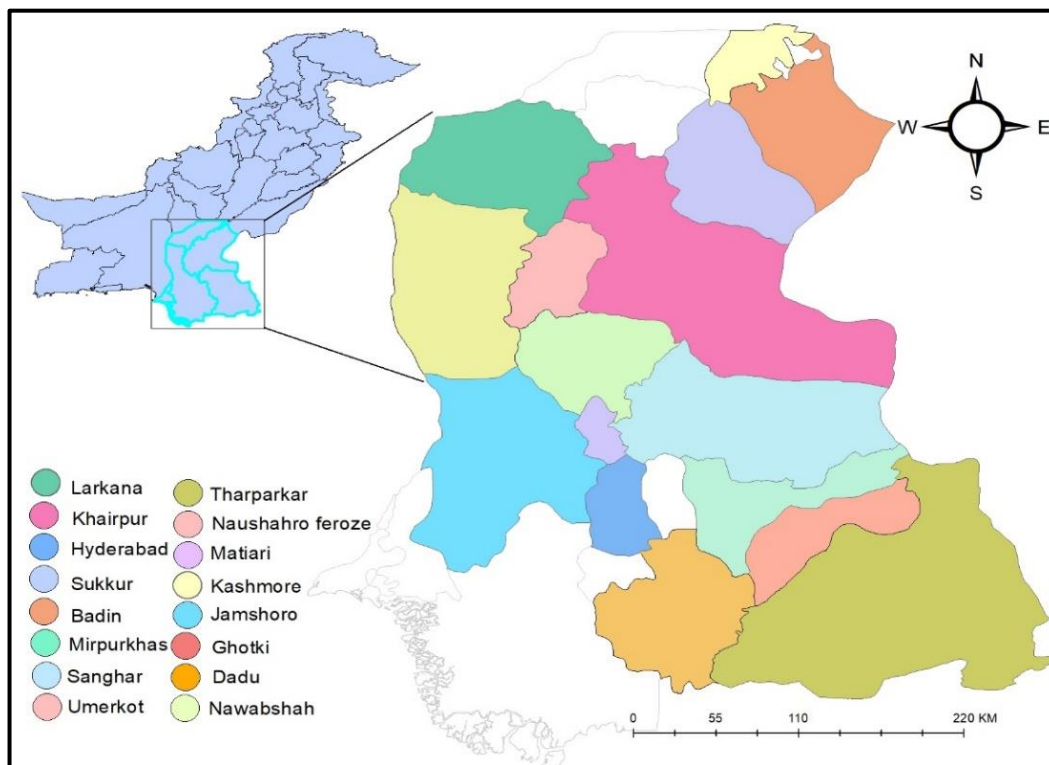 N
W E
S
Larkana
Khairpur
Hyderabad
Sukkur
Badin
Mirpurkhas
Sanghar
Umerkot
Tharparkar
Naushahro feroze
Matiari
Kashmore
Jamshoro
Ghotki
Dadu
Nawabshah
0 55 110 220 KM